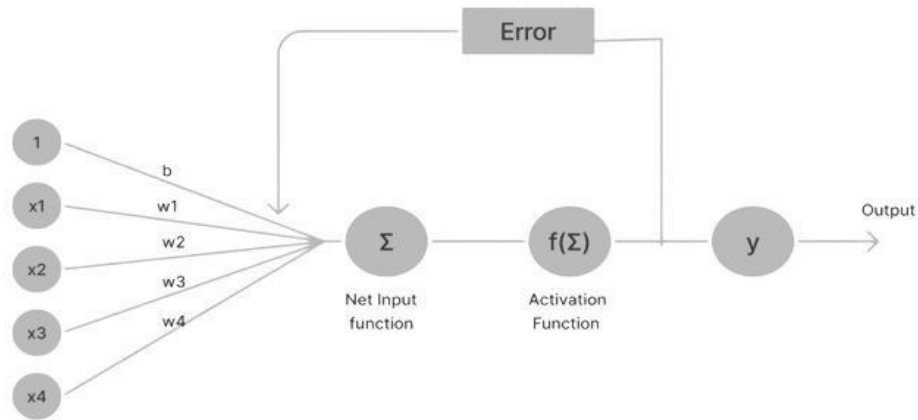 Error
1
b
x1
w1
x2
w2
x3
w3
x4
w4
Σ
Net Input
function
f(Σ)
Activation
Function
y
Output